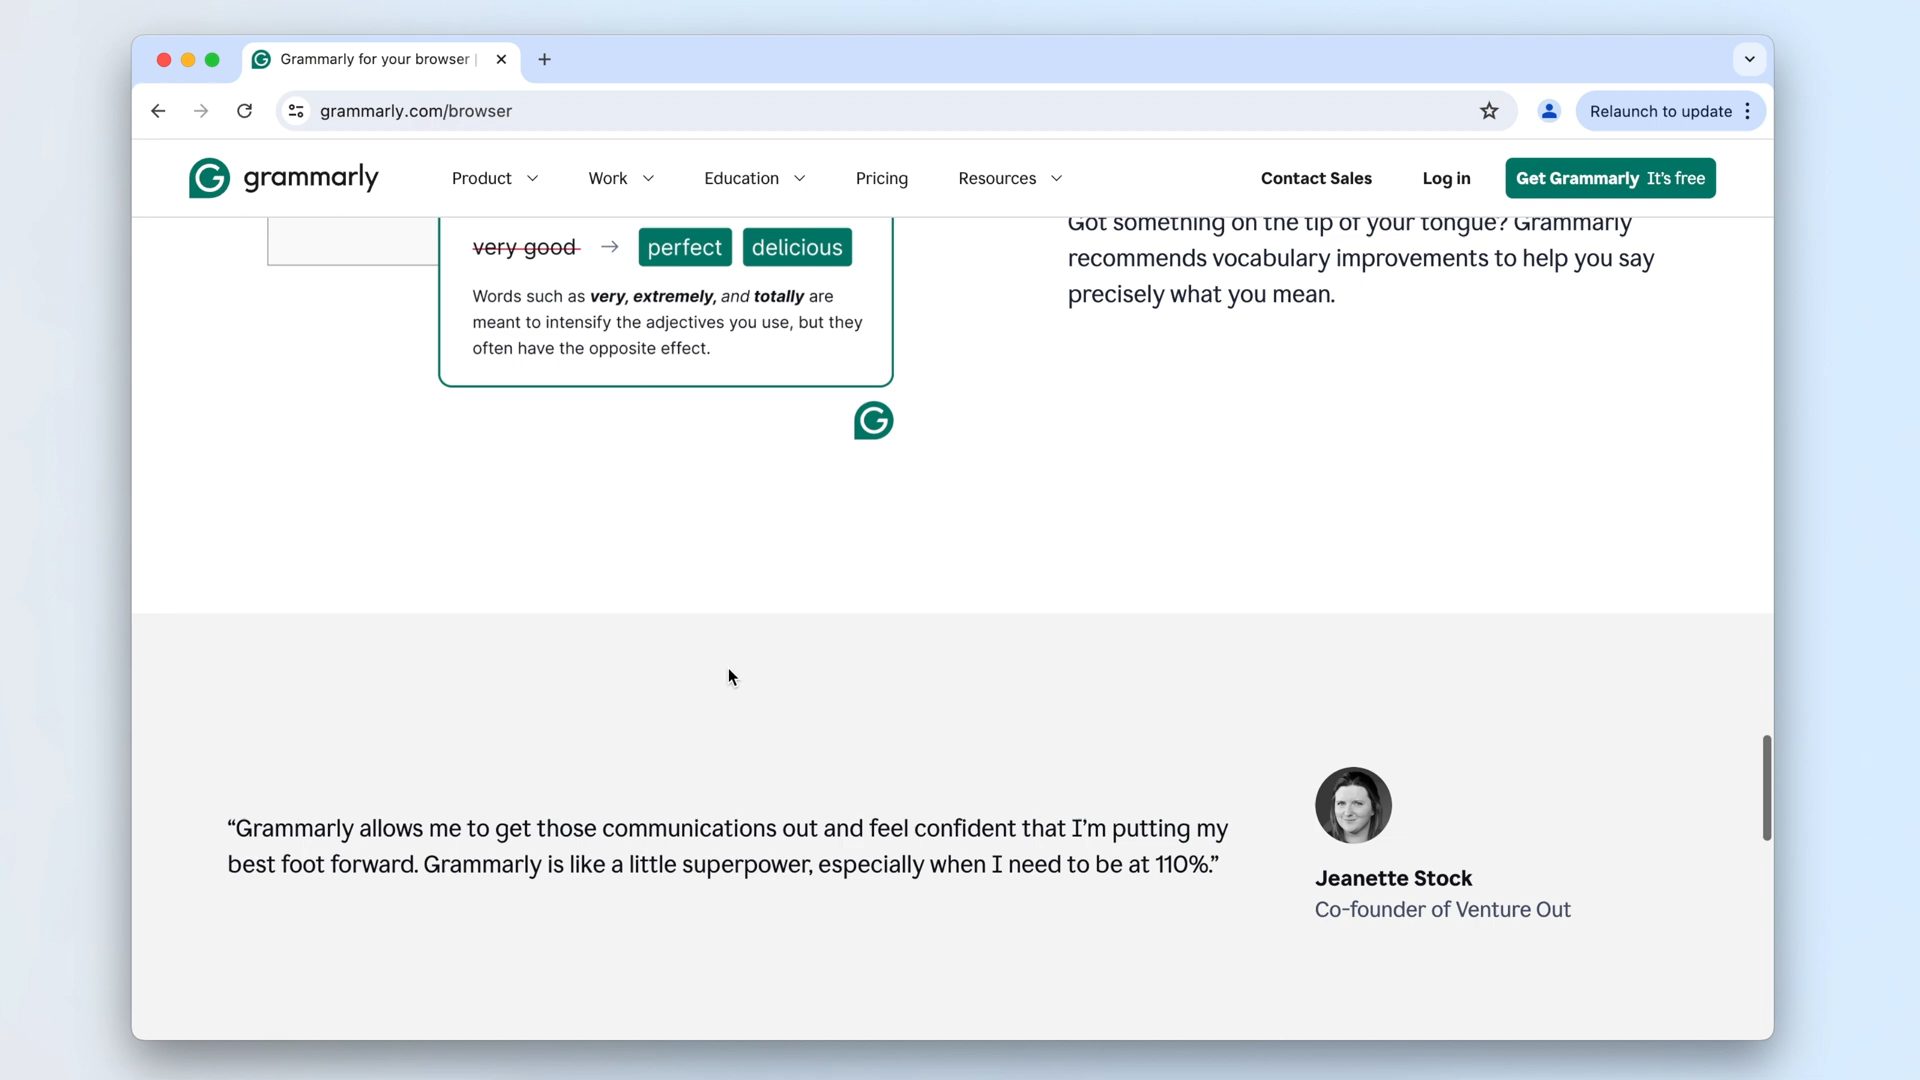 Grammarly for your browser |
grammarly.com/browser
Relaunch to update
grammarly
Product
Work
Education
Pricing
Resources
Contact Sales
Log in
Get Grammarly It's free
very good → perfect delicious
Words such as very, extremely, and totally are
meant to intensify the adjectives you use, but they
often have the opposite effect.
Got something on the tip of your tongue? Grammarly
recommends vocabulary improvements to help you say
precisely what you mean.
“Grammarly allows me to get those communications out and feel confident that I’m putting my
best foot forward. Grammarly is like a little superpower, especially when I need to be at 110%.”
Jeanette Stock
Co-founder of Venture Out